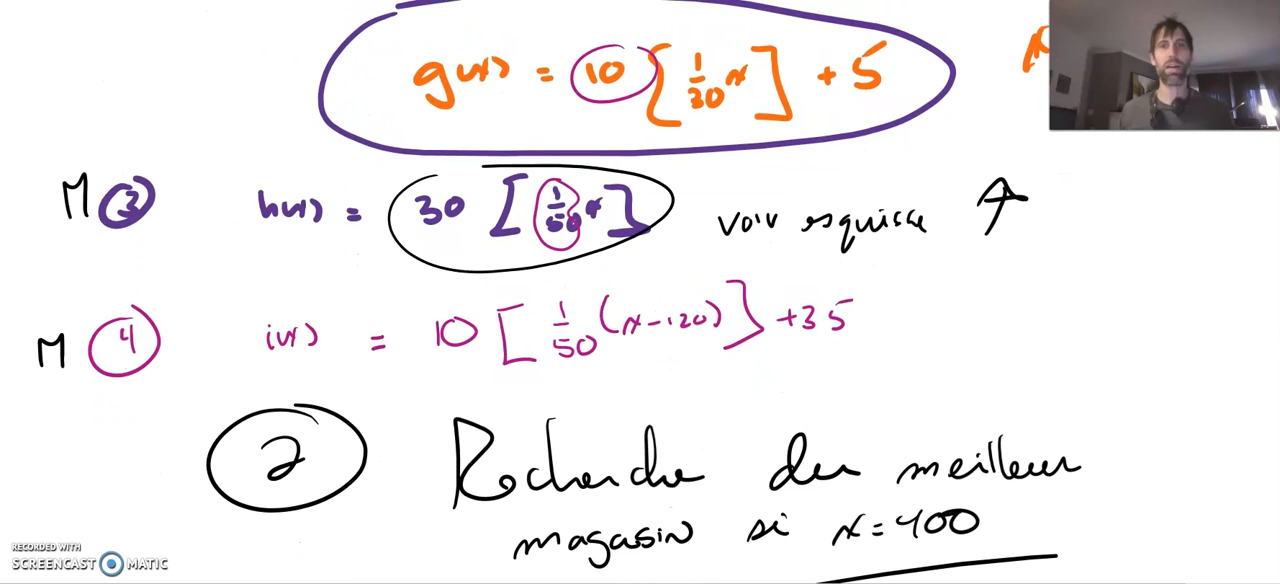 g(x) = 10 [1/30 x] + 5
M 3 h(x) = 30 [1/50 x] voir esquisse ↑
M 4 i(x) = 10 [1/50 (x-120)] +35
2 Recherche du meilleur
magasin si x = 400
RECORDED WITH
SCREENCAST MATIC